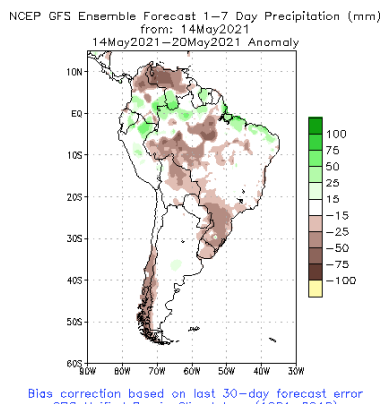 NCEP GFS Ensemble Forecast 1-7 Day Precipitation (mm)
from: 14May2021
14May2021-20May2021 Anomaly
10N
EQ
10S
20S
30S
40S
50S
60S
90W 80W 70W 60W 50W 40W 30W
100
75
50
25
15
-15
-25
-50
-75
-100
Bias correction based on last 30-day forecast error